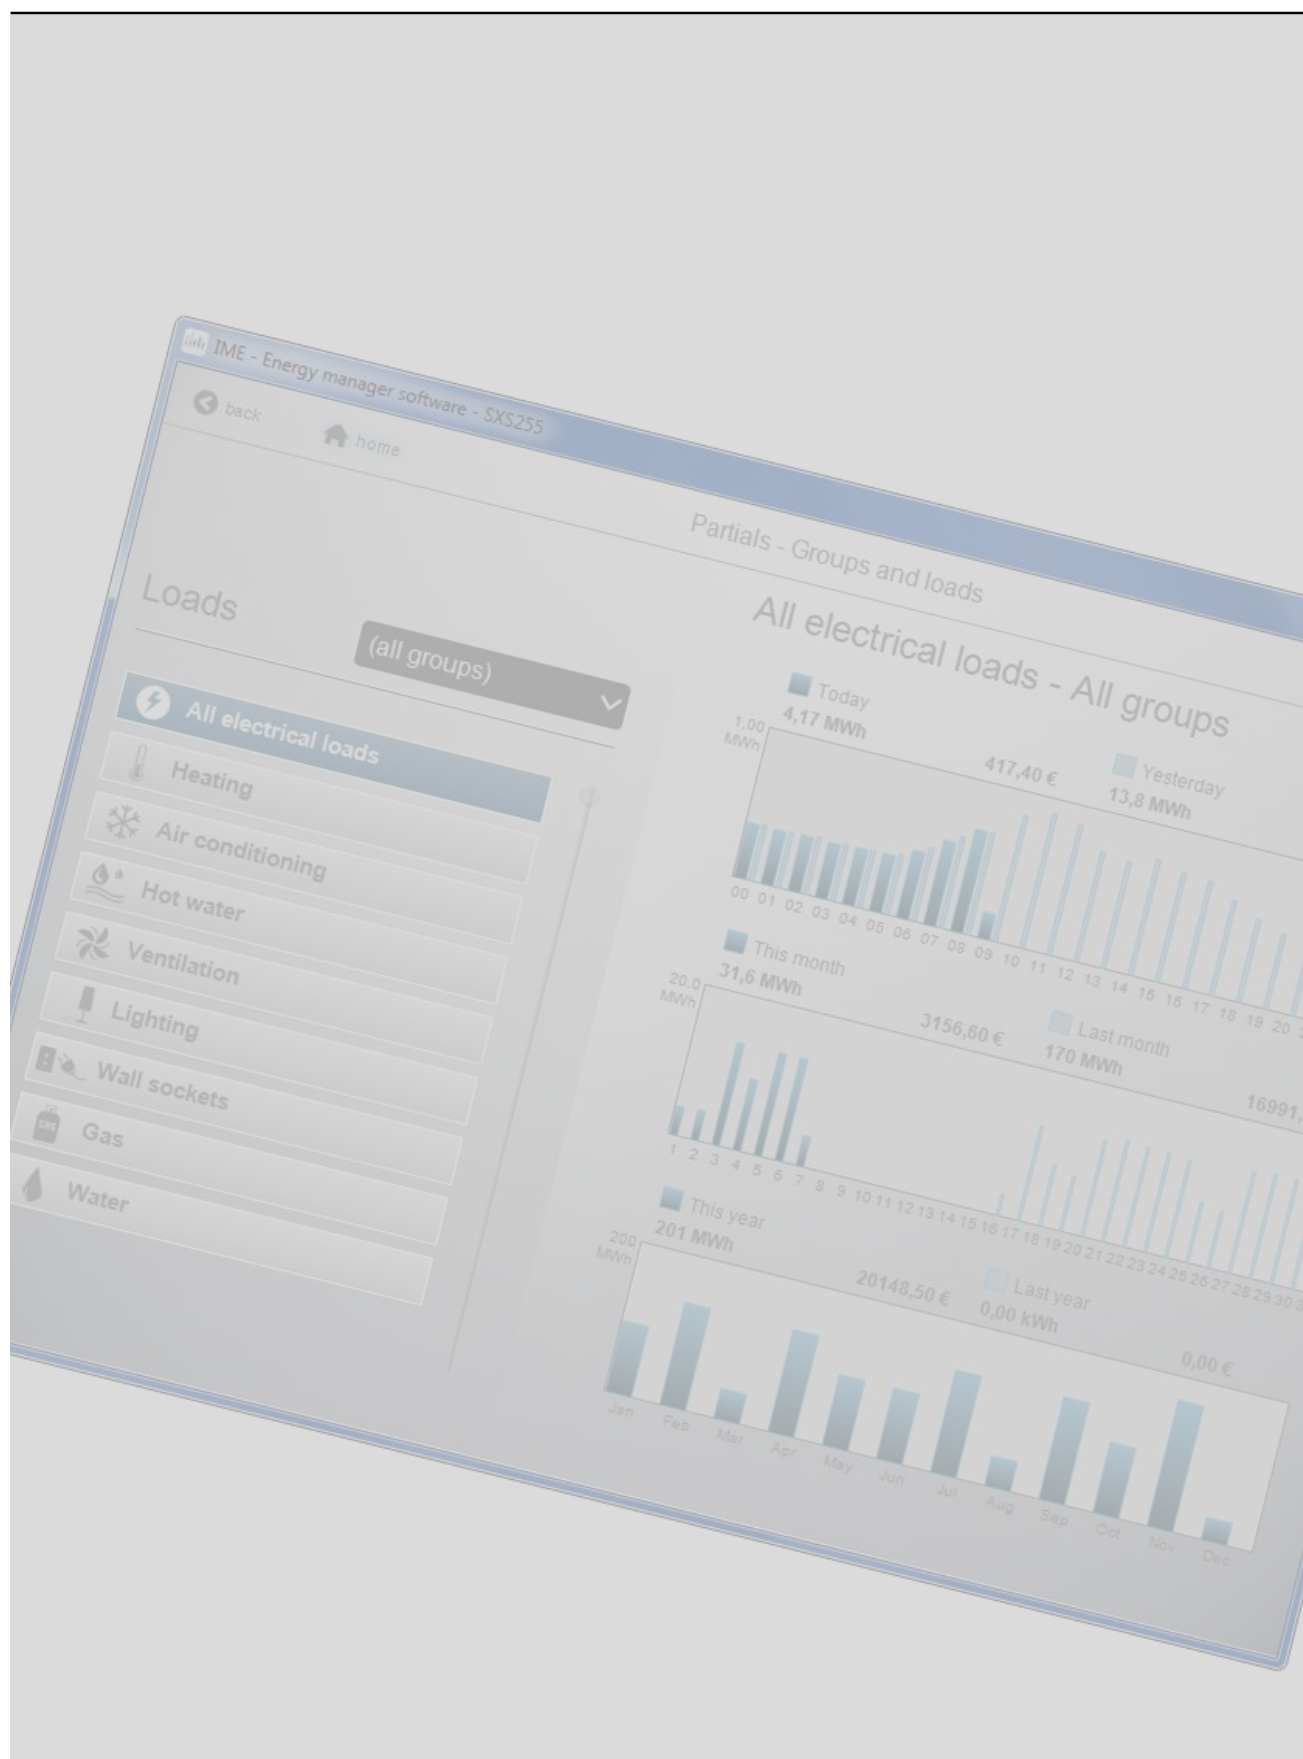 IME - Energy manager software - SXS255
back
home
Partials - Groups and loads
Loads
(all groups)
All electrical loads
Heating
Air conditioning
Hot water
Ventilation
Lighting
Wall sockets
GAS
Gas
Water
All electrical loads - All groups
Today
4,17 MWh
417,40 €
Yesterday
13,8 MWh
1.00
MWh
00 01 02 03 04 05 06 07 08 09 10 11 12 13 14 15 16 17 18 19 20
This month
31,6 MWh
3156,60 €
Last month
170 MWh
16991,
20,0
MWh
1 2 3 4 5 6 7 8 9 10 11 12 13 14 15 16 17 18 19 20 21 22 23 24 25 26 27 28 29 30
This year
201 MWh
20148,50 €
Last year
0,00 kWh
0,00 €
200
MWh
Jan Feb Mar Apr May Jun Jul Aug Sep Oct Nov Dec